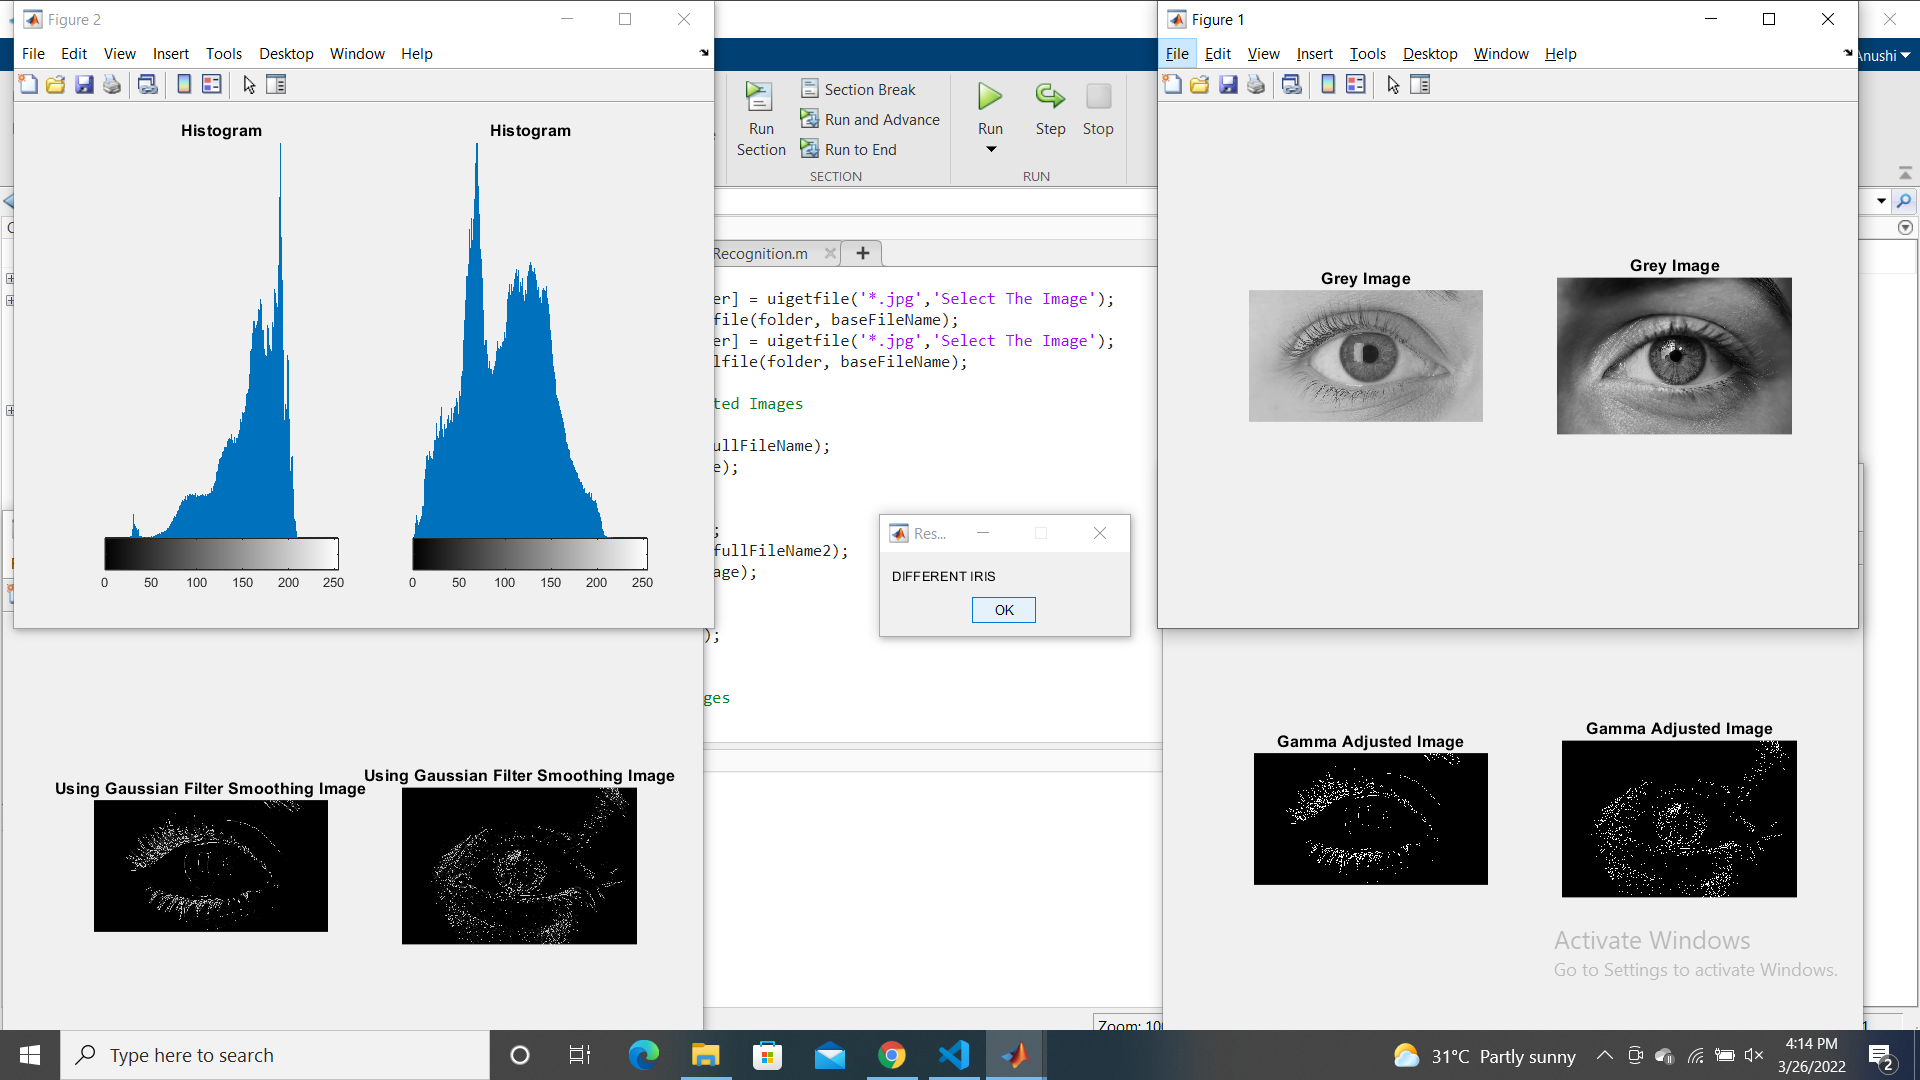 Figure 2
File Edit View Insert Tools Desktop Window Help
Histogram
Histogram
0 50 100 150 200 250
0 50 100 150 200 250
Using Gaussian Filter Smoothing Image
Using Gaussian Filter Smoothing Image
Run Section
Section Break
Run and Advance
Run to End
SECTION
Run
Step
Stop
RUN
Recognition.m
er] = uigetfile('*.jpg','Select The Image');
file(folder, baseFileName);
er] = uigetfile('*.jpg','Select The Image');
lfile(folder, baseFileName);
ted Images
ullFileName);
e);
;
fullFileName2);
age);
);
ges
Res...
DIFFERENT IRIS
OK
Figure 1
File Edit View Insert Tools Desktop Window Help
Anushi
Grey Image
Grey Image
Gamma Adjusted Image
Gamma Adjusted Image
Activate Windows
Go to Settings to activate Windows.
Zoom: 10
Type here to search
31°C Partly sunny
4:14 PM
3/26/2022
2